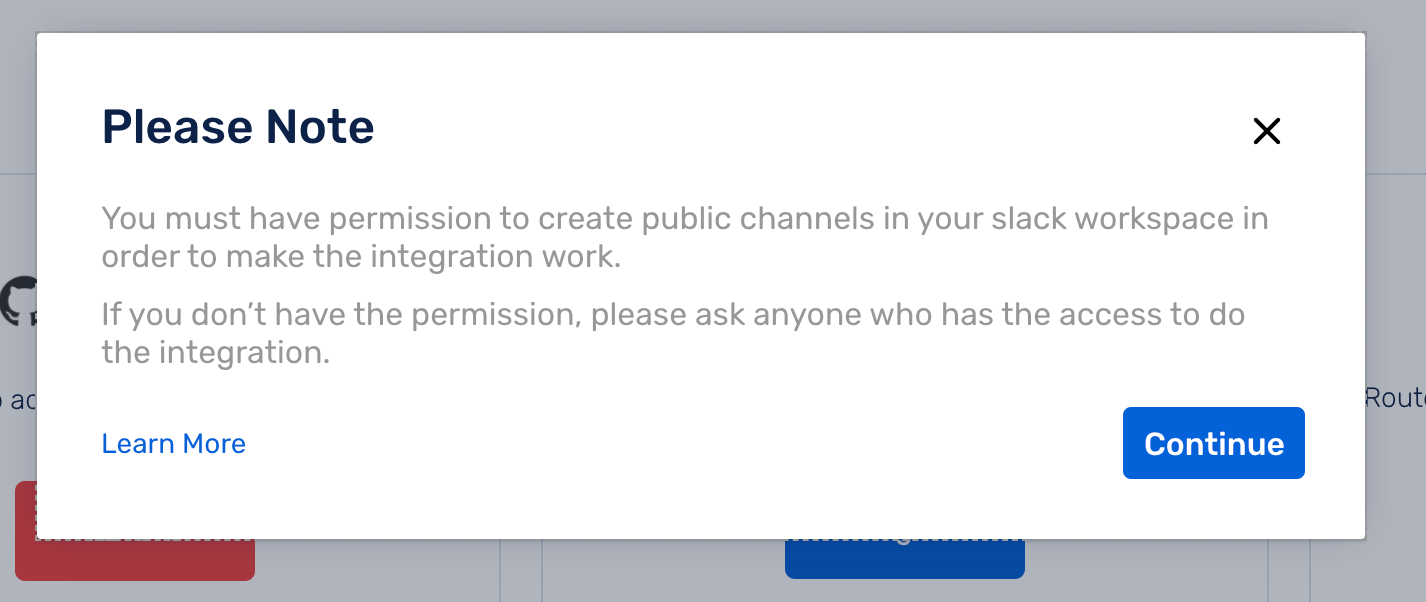 Please Note
You must have permission to create public channels in your slack workspace in
order to make the integration work.
If you don’t have the permission, please ask anyone who has the access to do
the integration.
Learn More
Continue